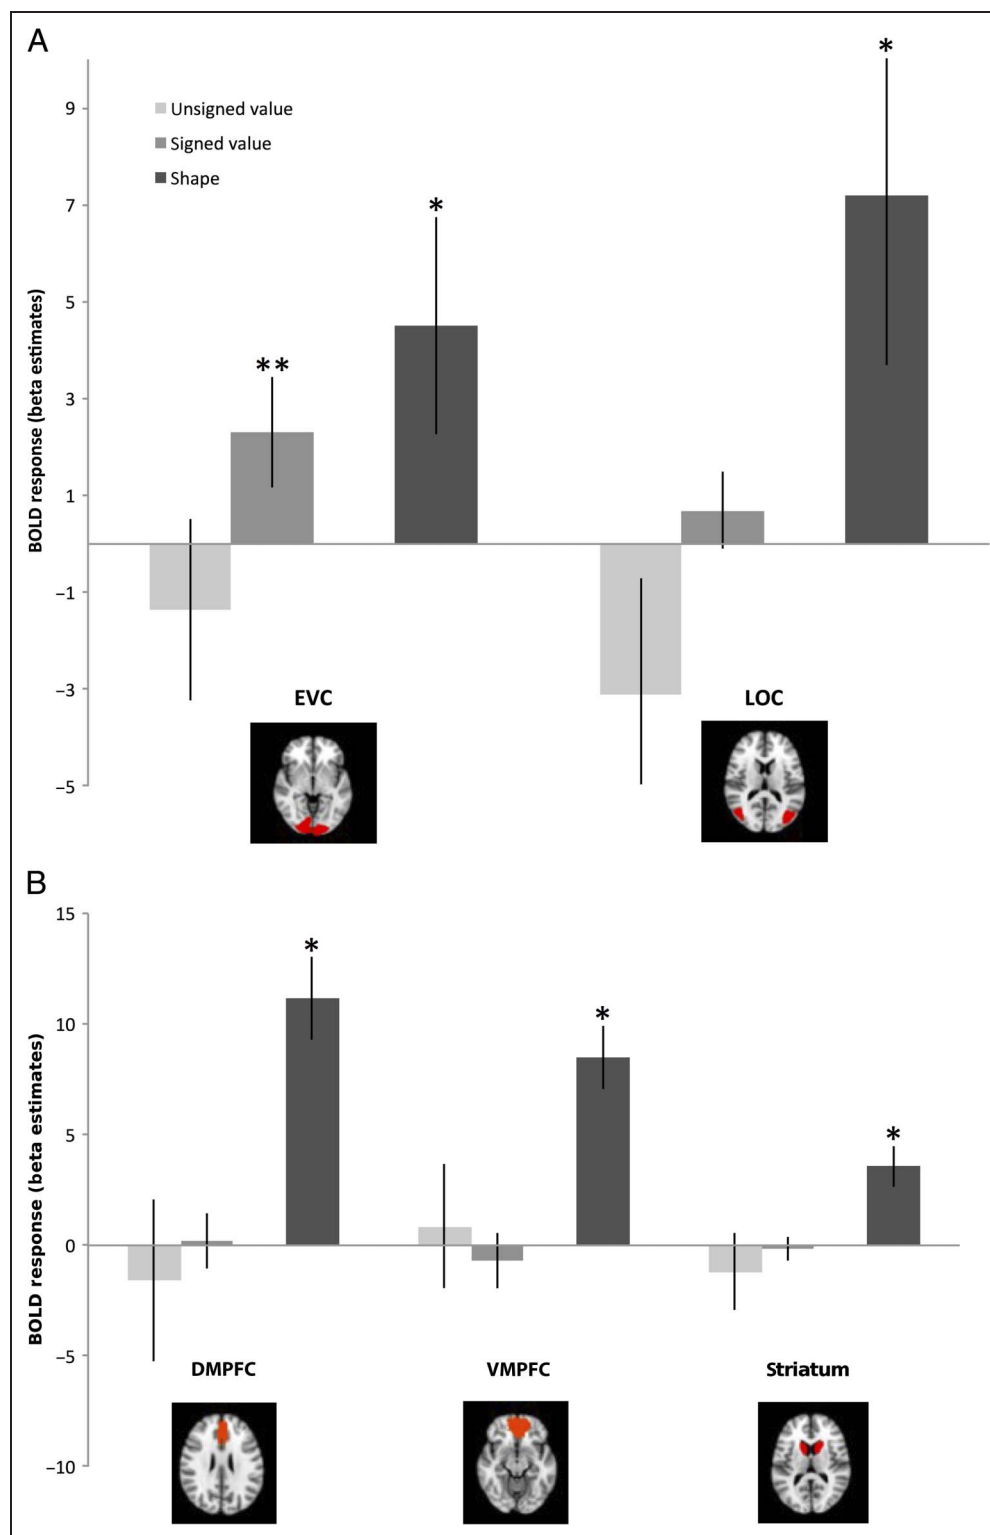 A
9
7
5
3
1
−1
−3
−5
BOLD response (beta estimates)
Unsigned value
Signed value
Shape
**
*
*
EVC
LOC
B
15
10
5
0
−5
−10
BOLD response (beta estimates)
*
*
*
DMPFC
VMPFC
Striatum